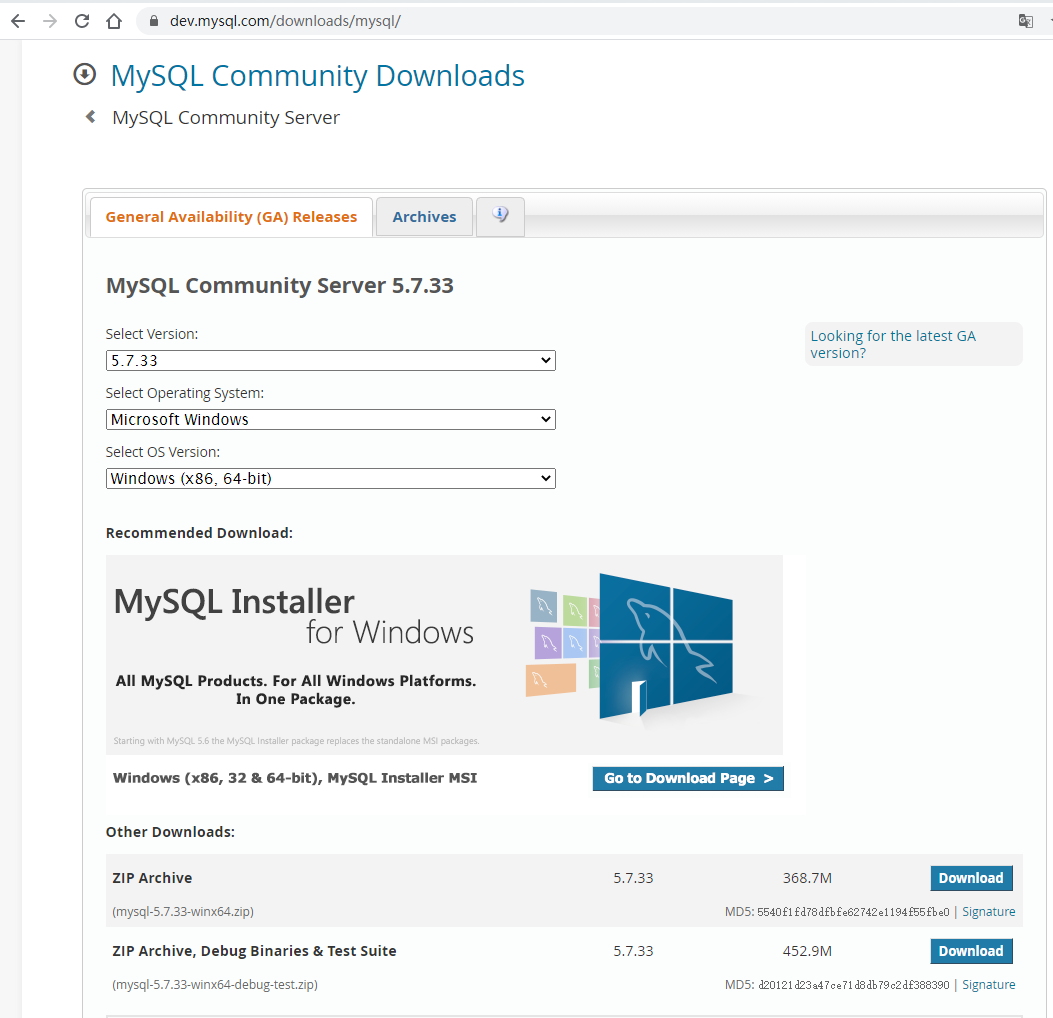 dev.mysql.com/downloads/mysql/
MySQL Community Downloads
MySQL Community Server
General Availability (GA) Releases
Archives
MySQL Community Server 5.7.33
Select Version:
5.7.33
Looking for the latest GA
version?
Select Operating System:
Microsoft Windows
Select OS Version:
Windows (x86, 64-bit)
Recommended Download:
MySQL Installer
for Windows
All MySQL Products. For All Windows Platforms.
In One Package.
Starting with MySQL 5.6 the MySQL Installer package replaces the standalone MSI packages.
Windows (x86, 32 & 64-bit), MySQL Installer MSI
Go to Download Page >
Other Downloads:
ZIP Archive 5.7.33 368.7M Download
(mysql-5.7.33-winx64.zip) MD5: 5540f1fd78dfbfe62742e1194f55fbe0 | Signature
ZIP Archive, Debug Binaries & Test Suite 5.7.33 452.9M Download
(mysql-5.7.33-winx64-debug-test.zip) MD5: d20121d23a47ce71d8db79c2df388390 | Signature